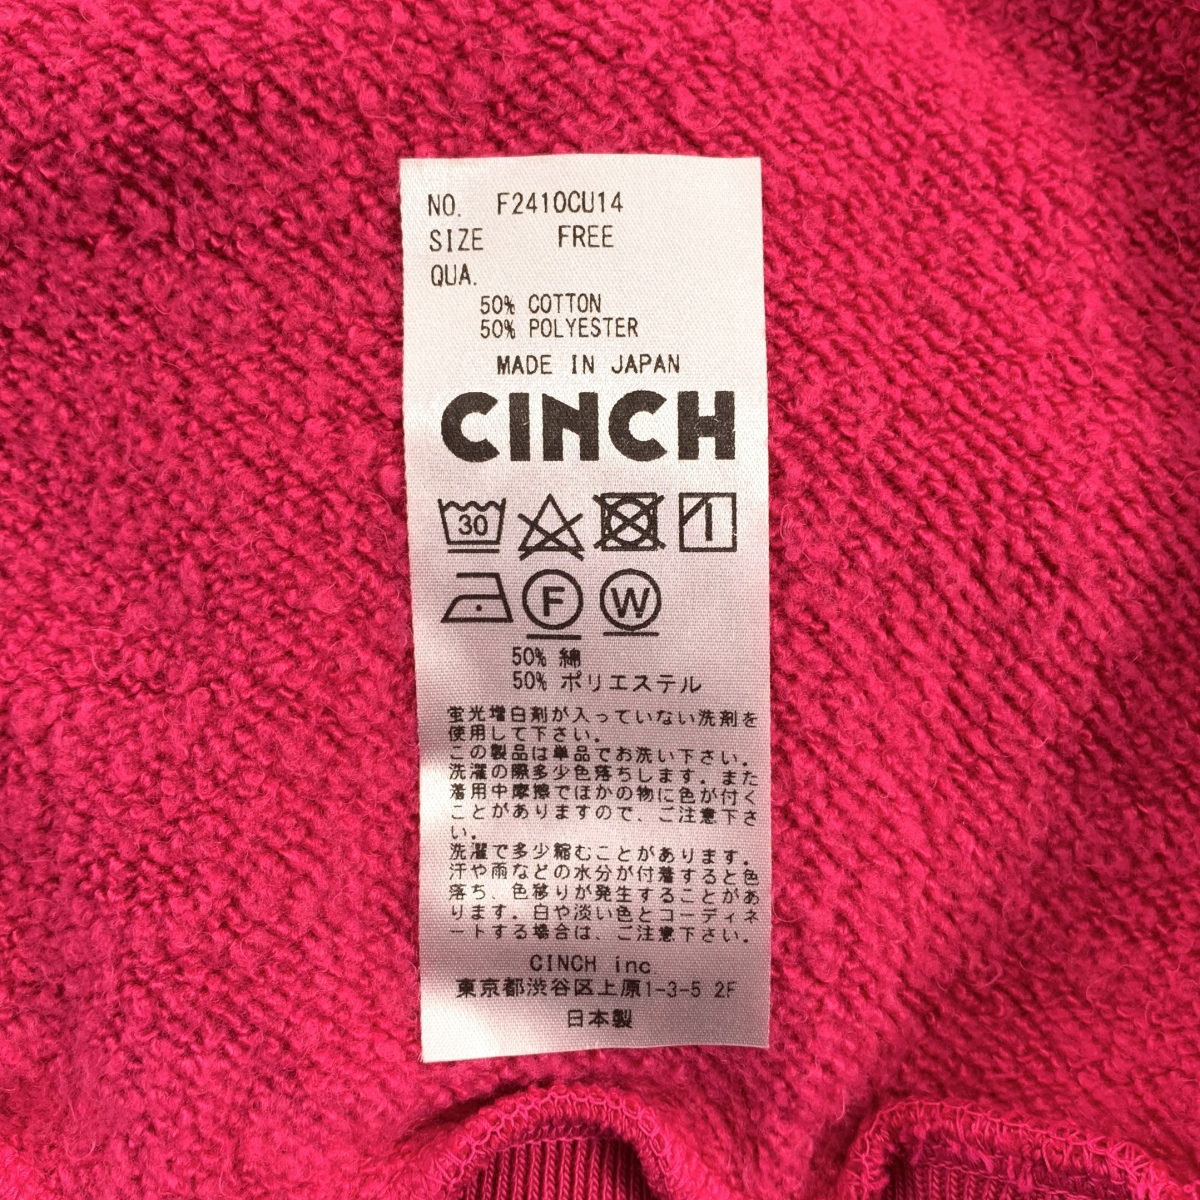 NO. F2410CU14
SIZE FREE
QUA.
50% COTTON
50% POLYESTER
MADE IN JAPAN
CINCH
30
F W
50% 綿
50% ポリエステル
蛍光増白剤が入っていない洗剤を
使用して下さい。
この製品は単品でお洗い下さい。
洗濯の際多少色落ちします。また
着用中摩擦でほかの物に色が付く
ことがありますので、ご注意下さ
い。
洗濯で多少縮むことがあります。
汗や雨などの水分が付着すると色
落ち、色移りが発生することがあ
ります。白や淡い色とコーディネ
ートする場合は、ご注意下さい。
CINCH inc
東京都渋谷区上原1-3-5 2F
日本製